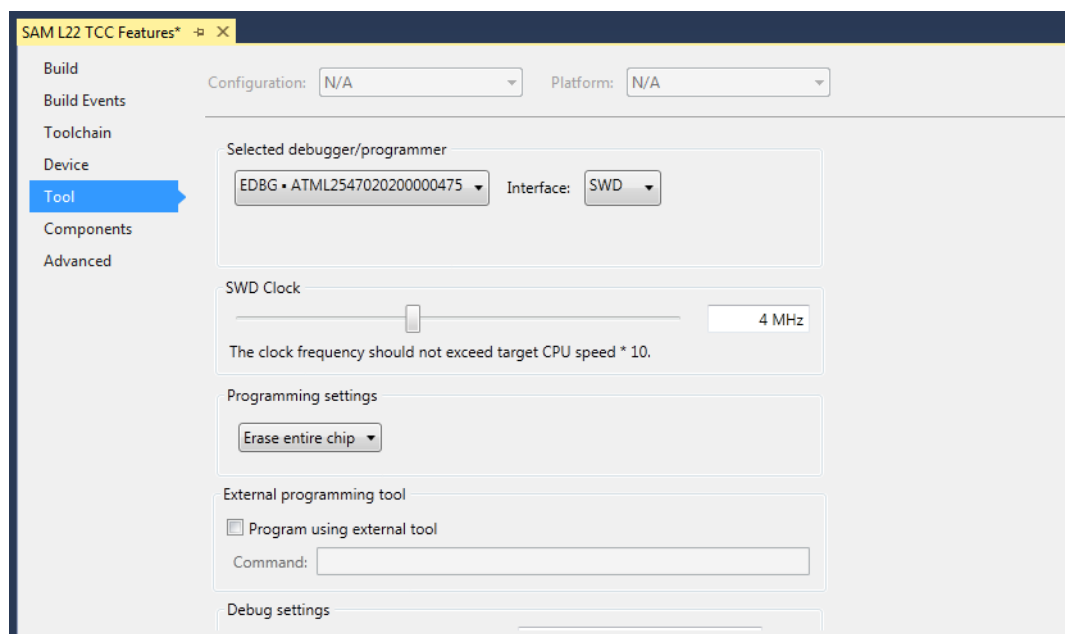 SAM L22 TCC Features*
Build
Build Events
Toolchain
Device
Tool
Components
Advanced
Configuration: N/A Platform: N/A
Selected debugger/programmer
EDBG • ATML2547020200000475 Interface: SWD
SWD Clock
4 MHz
The clock frequency should not exceed target CPU speed * 10.
Programming settings
Erase entire chip
External programming tool
Program using external tool
Command:
Debug settings